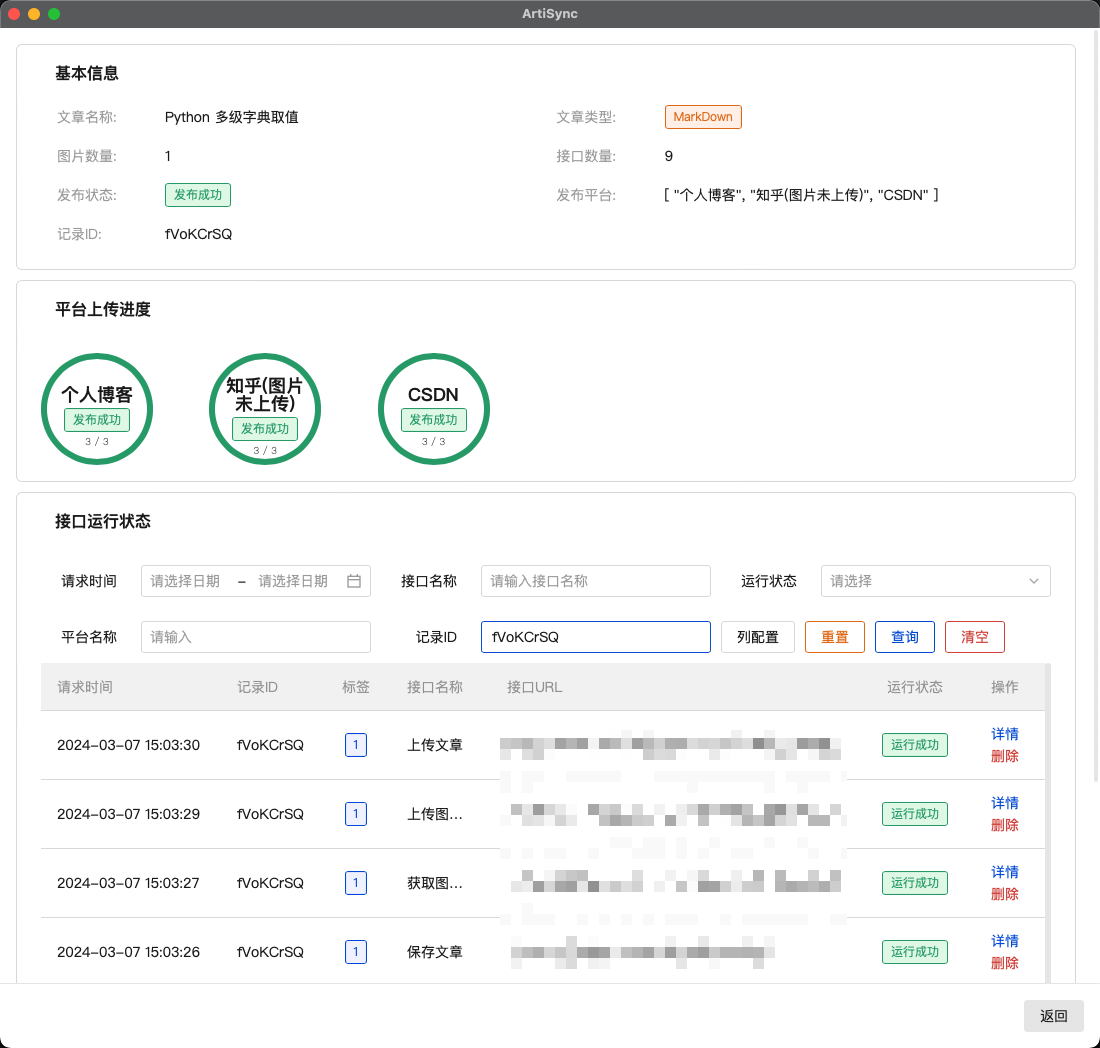 ArtiSync
基本信息
文章名称: Python 多级字典取值 文章类型: MarkDown
图片数量: 1 接口数量: 9
发布状态: 发布成功 发布平台: [ "个人博客", "知乎(图片未上传)", "CSDN" ]
记录ID: fVoKCrSQ
平台上传进度
个人博客
发布成功
3 / 3
知乎(图片
未上传)
发布成功
3 / 3
CSDN
发布成功
3 / 3
接口运行状态
请求时间 请选择日期 – 请选择日期 接口名称 请输入接口名称 运行状态 请选择
平台名称 请输入 记录ID fVoKCrSQ 列配置 重置 查询 清空
请求时间 记录ID 标签 接口名称 接口URL 运行状态 操作
2024-03-07 15:03:30 fVoKCrSQ 1 上传文章 运行成功 详情
删除
2024-03-07 15:03:29 fVoKCrSQ 1 上传图... 运行成功 详情
删除
2024-03-07 15:03:27 fVoKCrSQ 1 获取图... 运行成功 详情
删除
2024-03-07 15:03:26 fVoKCrSQ 1 保存文章 运行成功 详情
删除
返回